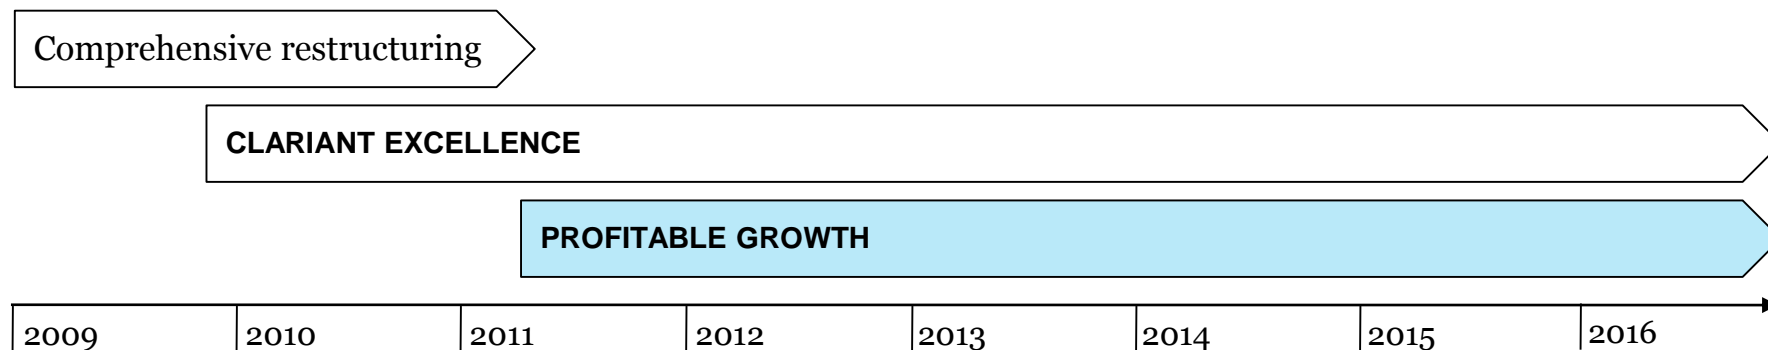 Comprehensive restructuring
CLARIANT EXCELLENCE
PROFITABLE GROWTH
2009 2010 2011 2012 2013 2014 2015 2016